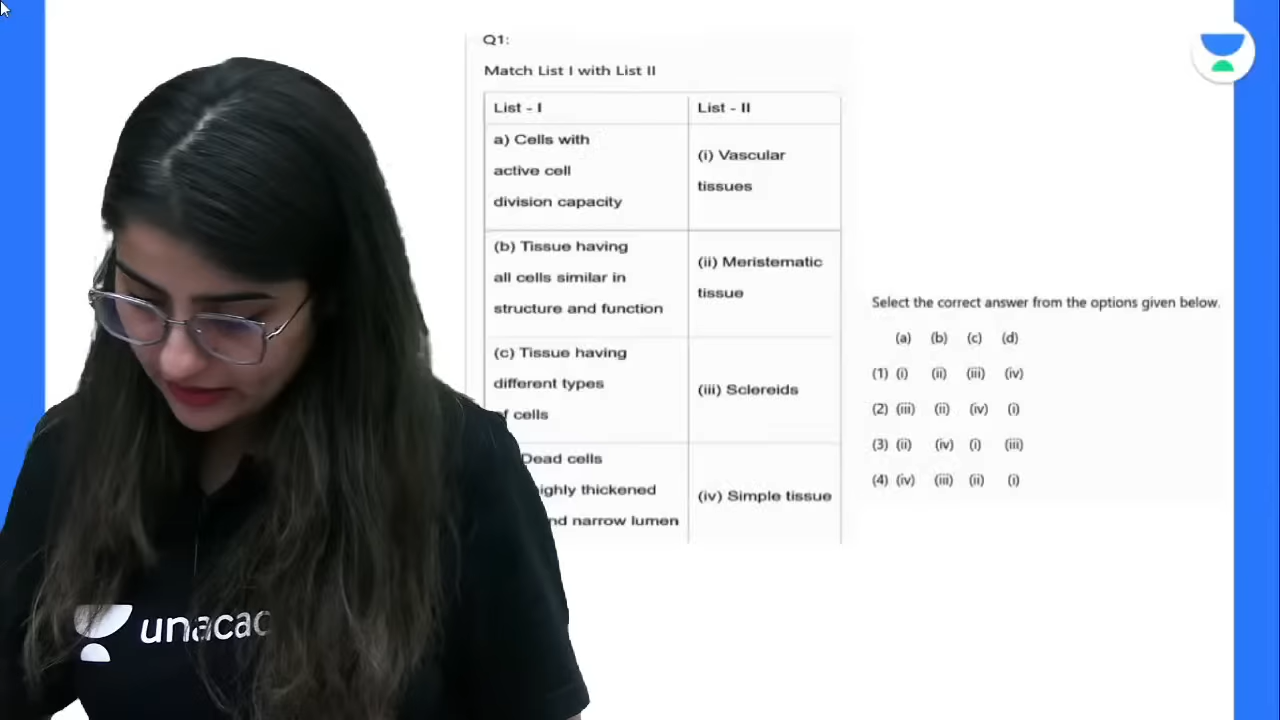 Q1:
Match List I with List II
List - I
List - II
a) Cells with
active cell
division capacity
(i) Vascular
tissues
(b) Tissue having
all cells similar in
structure and function
(ii) Meristematic
tissue
(c) Tissue having
different types
of cells
(iii) Sclereids
Dead cells
thickened
narrow lumen
(iv) Simple tissue
Select the correct answer from the options given below.
(a) (b) (c) (d)
(1) (i) (ii) (iii) (iv)
(2) (iii) (ii) (iv) (i)
(3) (ii) (iv) (i) (iii)
(4) (iv) (iii) (ii) (i)
unacad